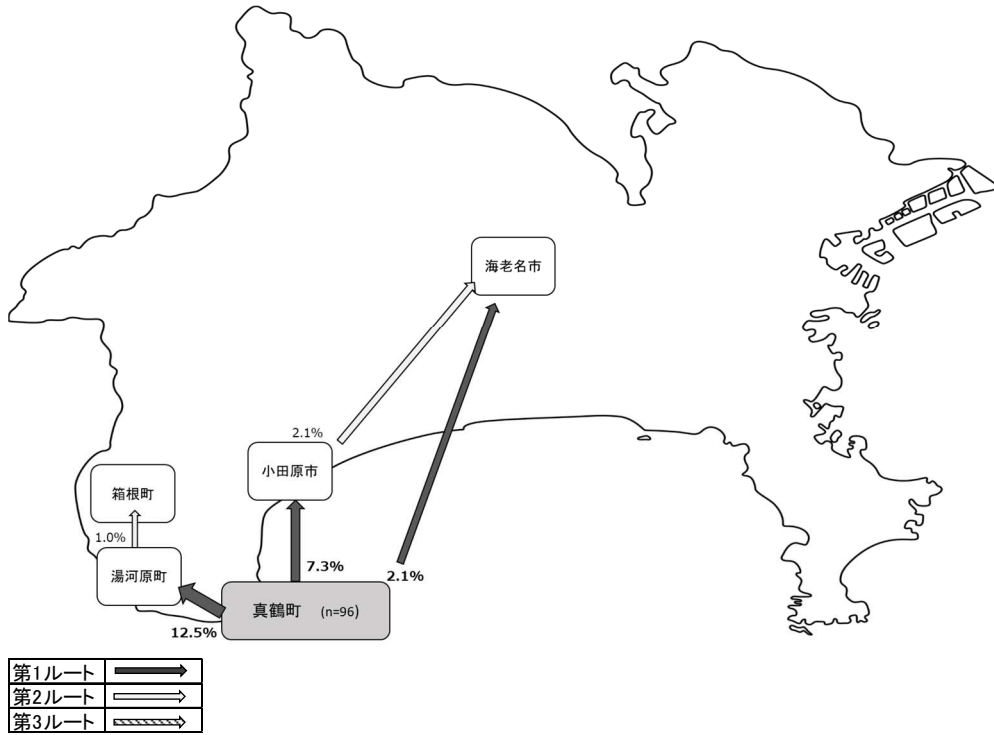 海老名市
2.1%
小田原市
箱根町
1.0%
湯河原町
7.3%
2.1%
真鶴町 (n=96)
12.5%
第1ルート
第2ルート
第3ルート